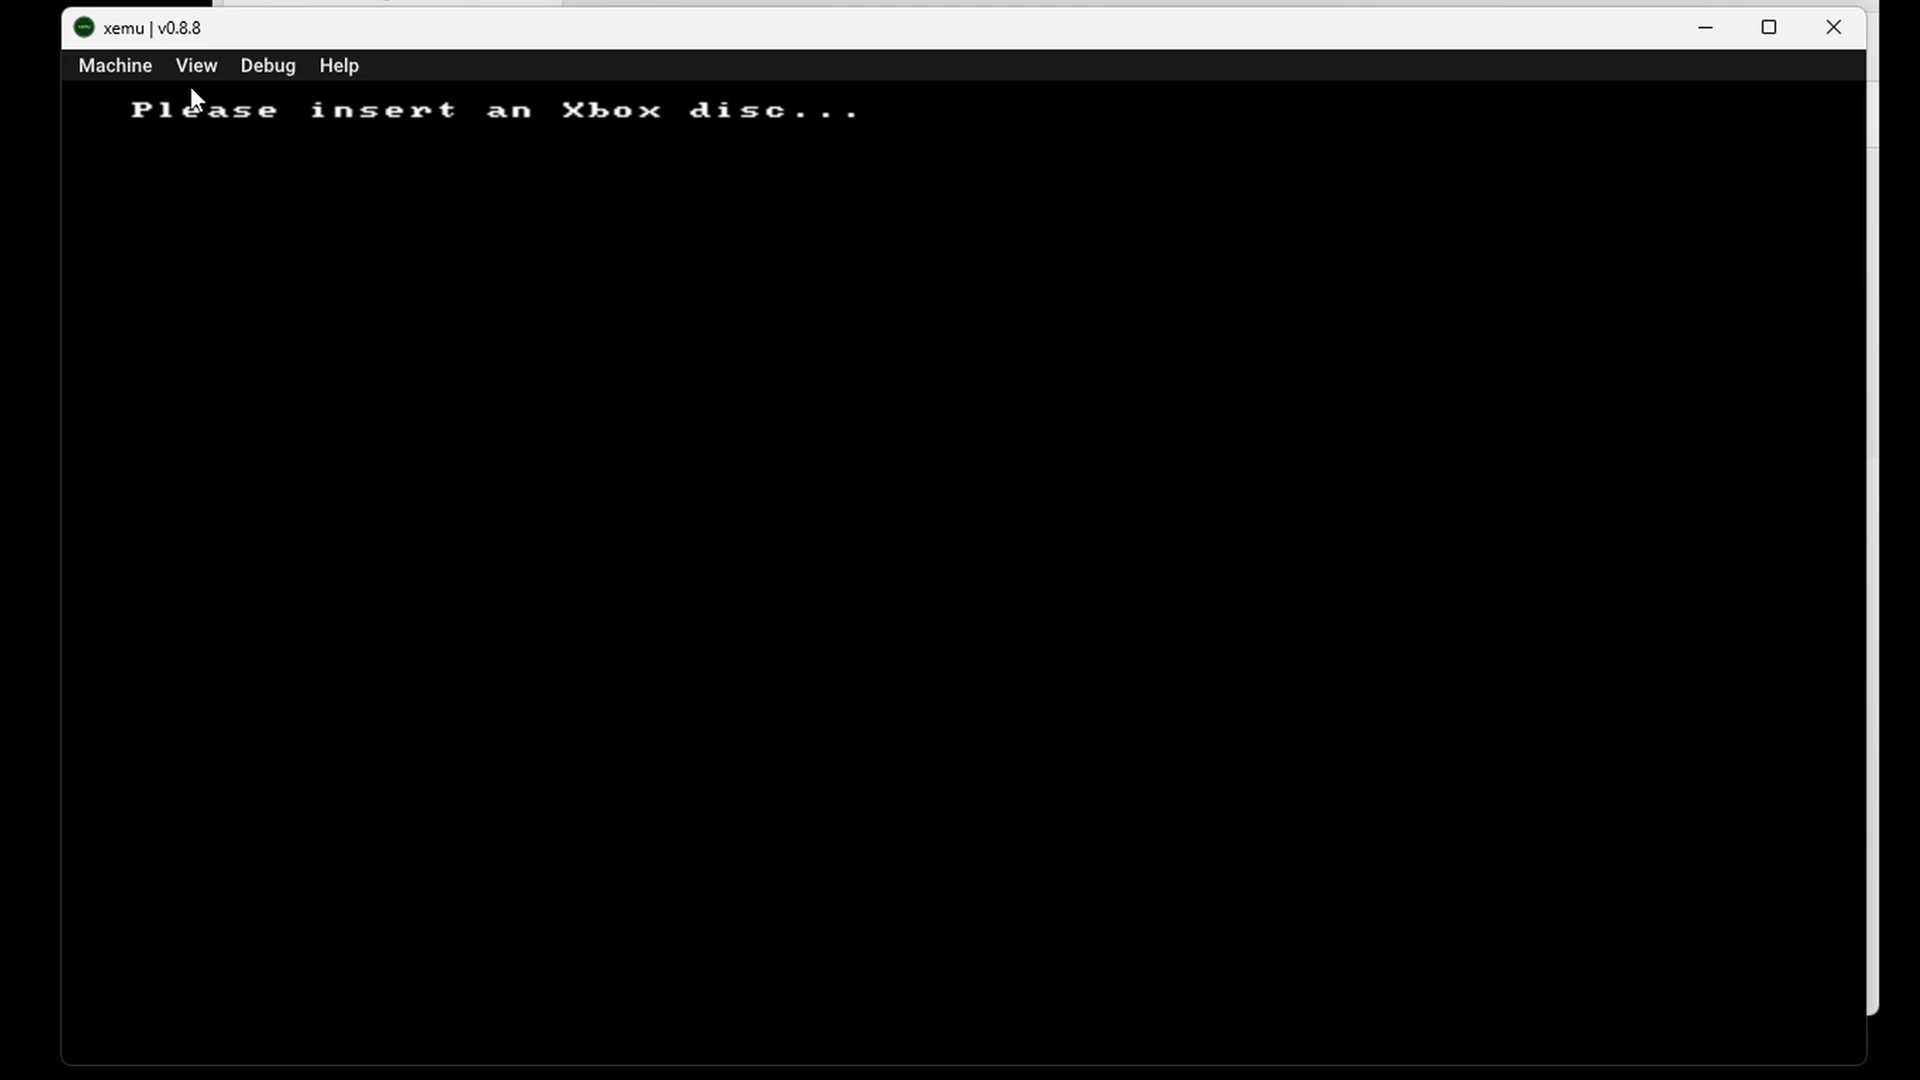 xemu | v0.8.8
Machine View Debug Help
Please insert an Xbox disc...